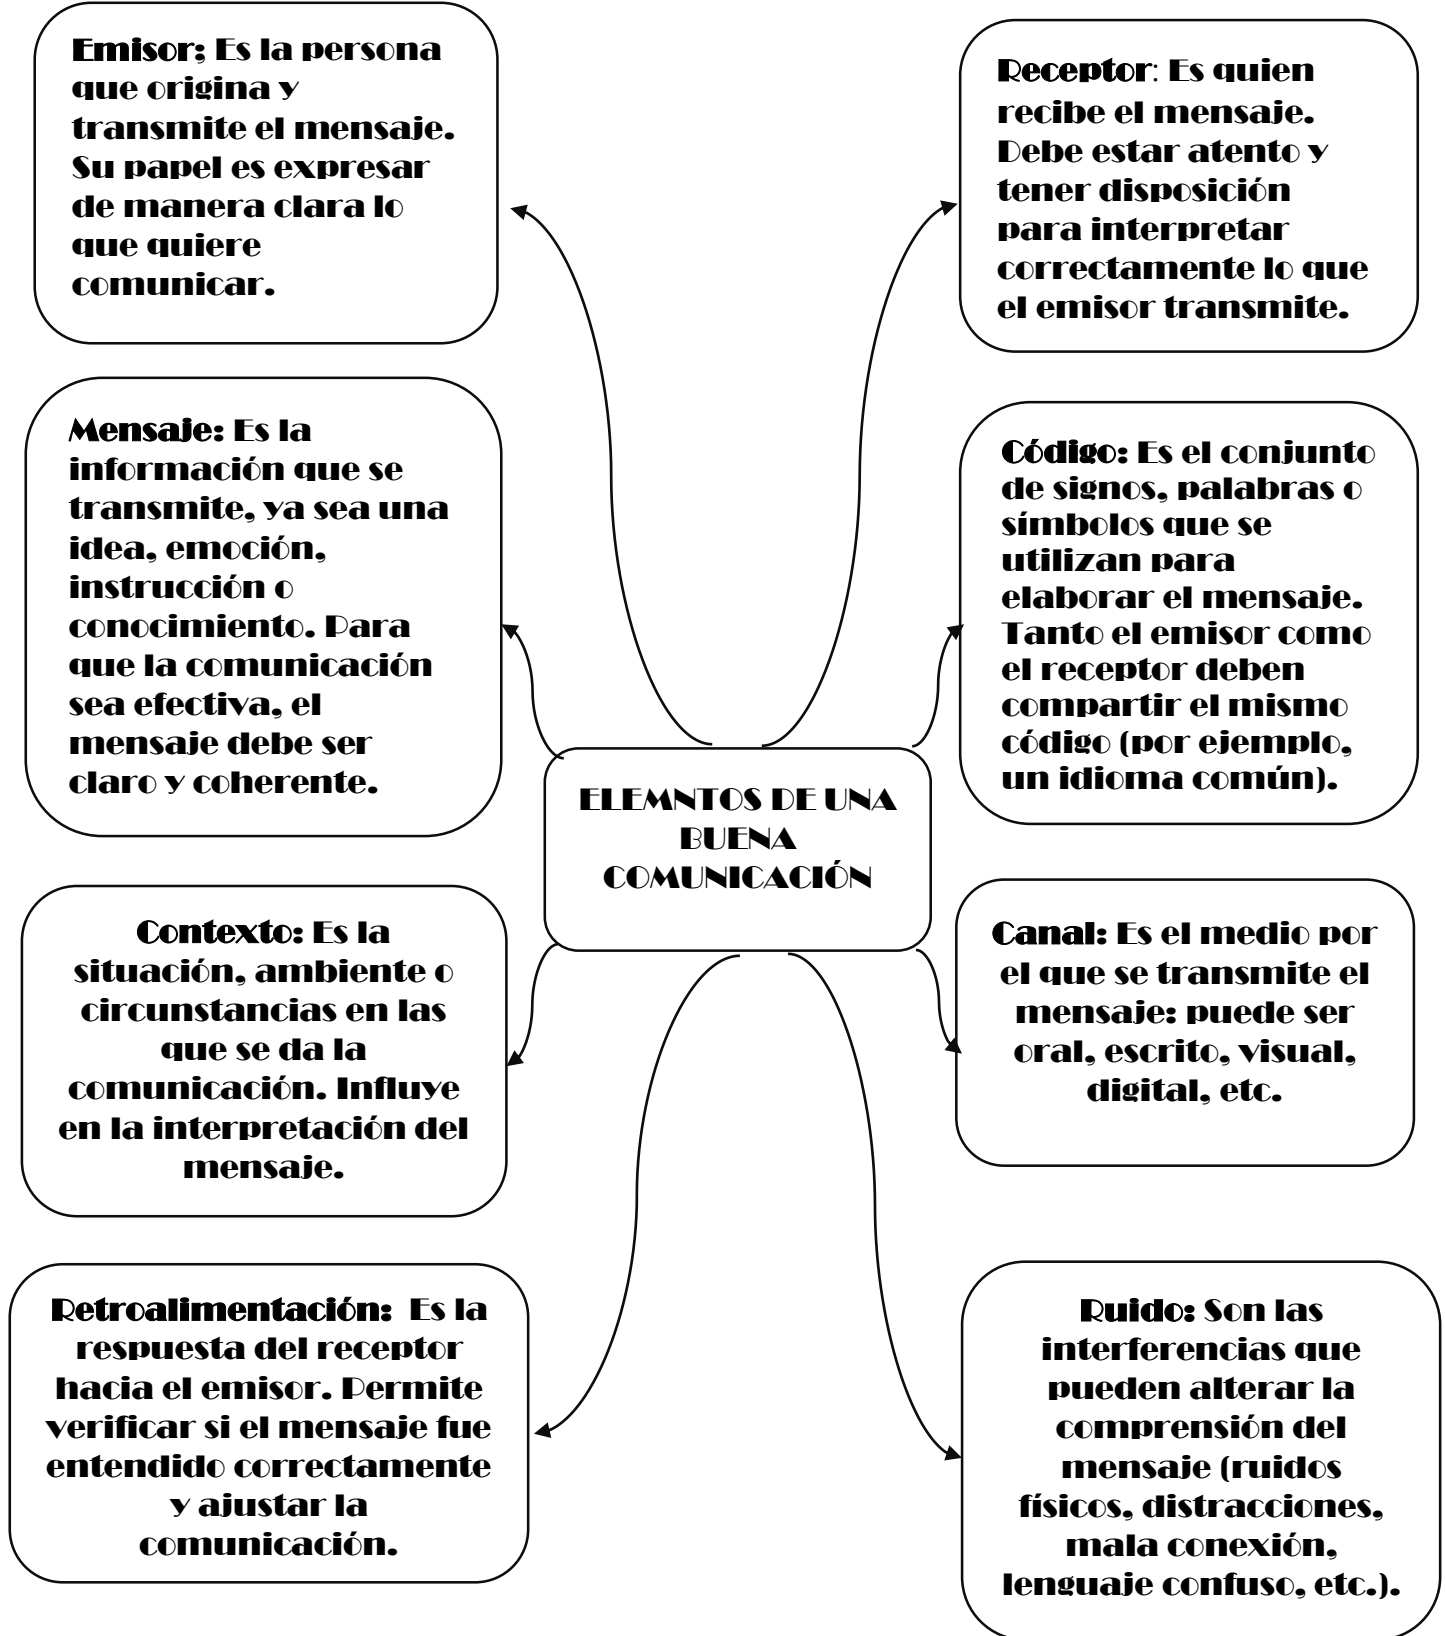 Emisor; Es la persona
que origina y
transmite el mensaje.
Su papel es expresar
de manera clara lo
que quiere
comunicar.
Receptor: Es quien
recibe el mensaje.
Debe estar atento y
tener disposición
para interpretar
correctamente lo que
el emisor transmite.
Mensaje: Es la
información que se
transmite, ya sea una
idea, emoción,
instrucción o
conocimiento. Para
que la comunicación
sea efectiva, el
mensaje debe ser
claro y coherente.
Código: Es el conjunto
de signos, palabras o
símbolos que se
utilizan para
elaborar el mensaje.
Tanto el emisor como
el receptor deben
compartir el mismo
código (por ejemplo,
un idioma común).
ELEMNTOS DE UNA
BUENA
COMUNICACIÓN
Contexto: Es la
situación, ambiente o
circunstancias en las
que se da la
comunicación. Influye
en la interpretación del
mensaje.
Canal: Es el medio por
el que se transmite el
mensaje: puede ser
oral, escrito, visual,
digital, etc.
Retroalimentación:  Es la
respuesta del receptor
hacia el emisor. Permite
verificar si el mensaje fue
entendido correctamente
y ajustar la
comunicación.
Ruido: Son las
interferencias que
pueden alterar la
comprensión del
mensaje (ruidos
físicos, distracciones,
mala conexión,
lenguaje confuso, etc.).